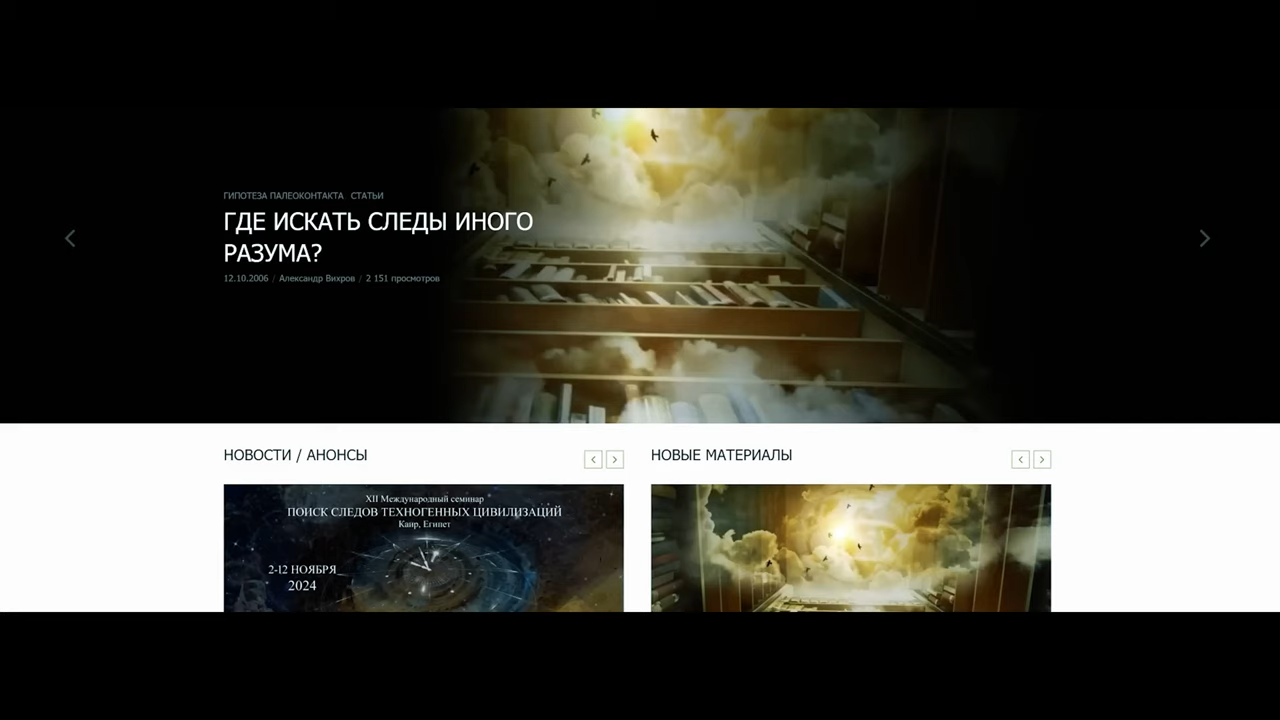 ГИПОТЕЗА ПАЛЕОКОНТАКТА СТАТЬИ
ГДЕ ИСКАТЬ СЛЕДЫ ИНОГО
РАЗУМА?
12.10.2006 / Александр Вихров / 2 151 просмотров
НОВОСТИ / АНОНСЫ
НОВЫЕ МАТЕРИАЛЫ
XII Международный семинар
ПОИСК СЛЕДОВ ТЕХНОГЕННЫХ ЦИВИЛИЗАЦИЙ
Каир, Египет
2-12 НОЯБРЯ
2024